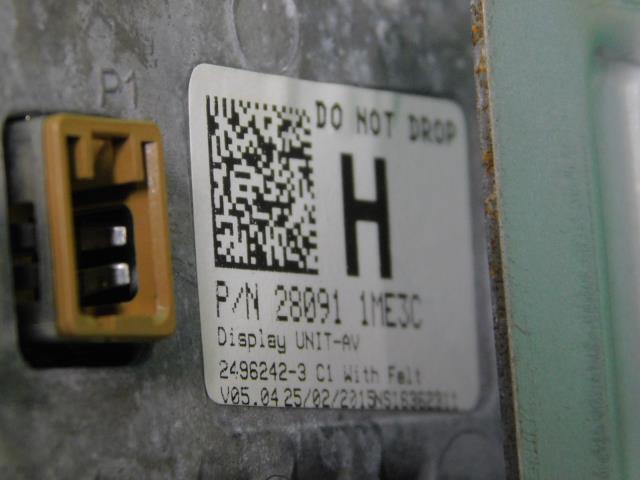 P1
DO NOT DROP
H
P/N 28091 1ME3C
Display UNIT-AV
2496242-3 C1 With Felt
V05.04 25/02/2015